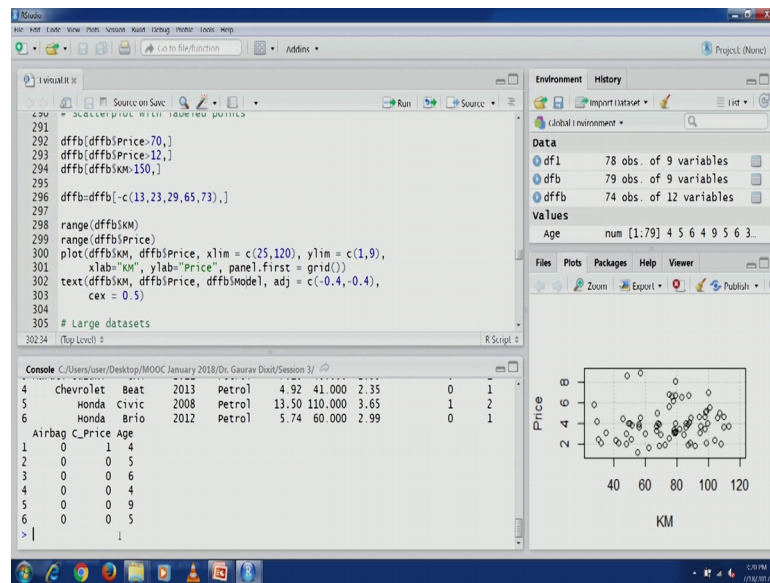 RStudio
File Edit Code View Plots Session Build Debug Profile Tools Help
Go to file/function
Addins
Project: (None)
1 visual.R
Source on Save
Run
Source
290 # Scatterplot with labeled points
291
292 dffb[dffb$Price>70,]
293 dffb[dffb$Price>12,]
294 dffb[dffb$KM>150,]
295
296 dffb=dffb[-c(13,23,29,65,73),]
297
298 range(dffb$KM)
299 range(dffb$Price)
300 plot(dffb$KM, dffb$Price, xlim = c(25,120), ylim = c(1,9),
301 xlab="KM", ylab="Price", panel.first = grid())
302 text(dffb$KM, dffb$Price, dffb$Model, adj = c(-0.4,-0.4),
303 cex = 0.5)
304
305 # Large datasets
302:34 (Top Level)
R Script
Console C:/Users/user/Desktop/MOOC January 2018/Dr. Gaurav Dixit/Session 3/
4 Chevrolet Beat 2013 Petrol 4.92 41.000 2.35 0 1
5 Honda Civic 2008 Petrol 13.50 110.000 3.65 1 2
6 Honda Brio 2012 Petrol 5.74 60.000 2.99 0 1
Airbag C_Price Age
1 0 1 4
2 0 0 5
3 0 0 6
4 0 0 4
5 0 0 9
6 0 0 5
>
Environment History
Import Dataset
List
Global Environment
Data
df1 78 obs. of 9 variables
dfb 79 obs. of 9 variables
dffb 74 obs. of 12 variables
Values
Age num [1:79] 4 5 6 4 9 5 6 3…
Files Plots Packages Help Viewer
Zoom Export Publish
Price
8
6
4
2
40 60 80 100 120
KM